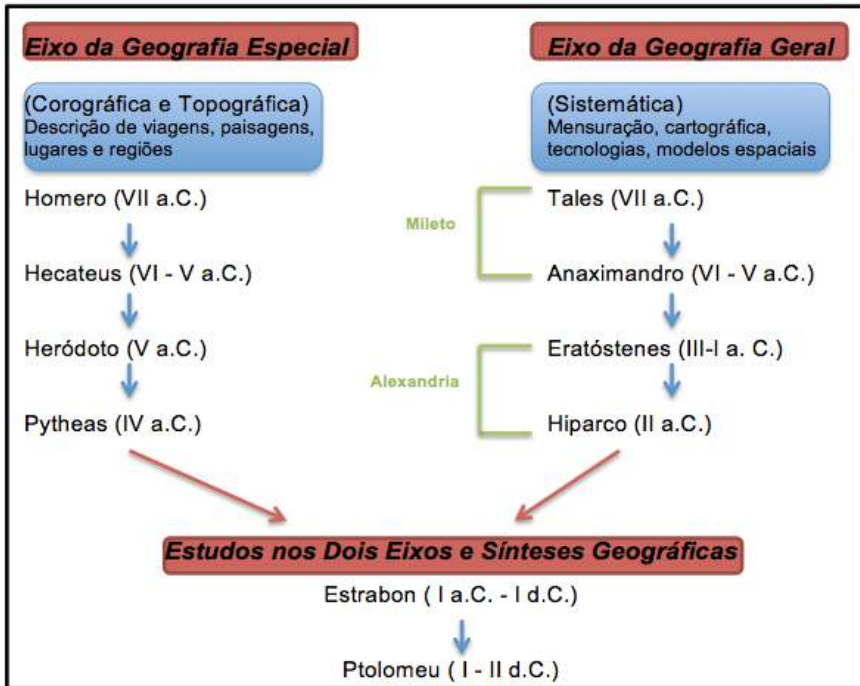 Eixo da Geografia Especial
(Corográfica e Topográfica)
Descrição de viagens, paisagens,
lugares e regiões
Homero (VII a.C.)
Hecateus (VI - V a.C.)
Heródoto (V a.C.)
Pytheas (IV a.C.)
Eixo da Geografia Geral
(Sistemática)
Mensuração, cartográfica,
tecnologias, modelos espaciais
Mileto
Tales (VII a.C.)
Anaximandro (VI - V a.C.)
Alexandria
Eratóstenes (III-I a. C.)
Hiparco (II a.C.)
Estudos nos Dois Eixos e Sínteses Geográficas
Estrabon ( I a.C. - I d.C.)
Ptolomeu ( I - II d.C.)